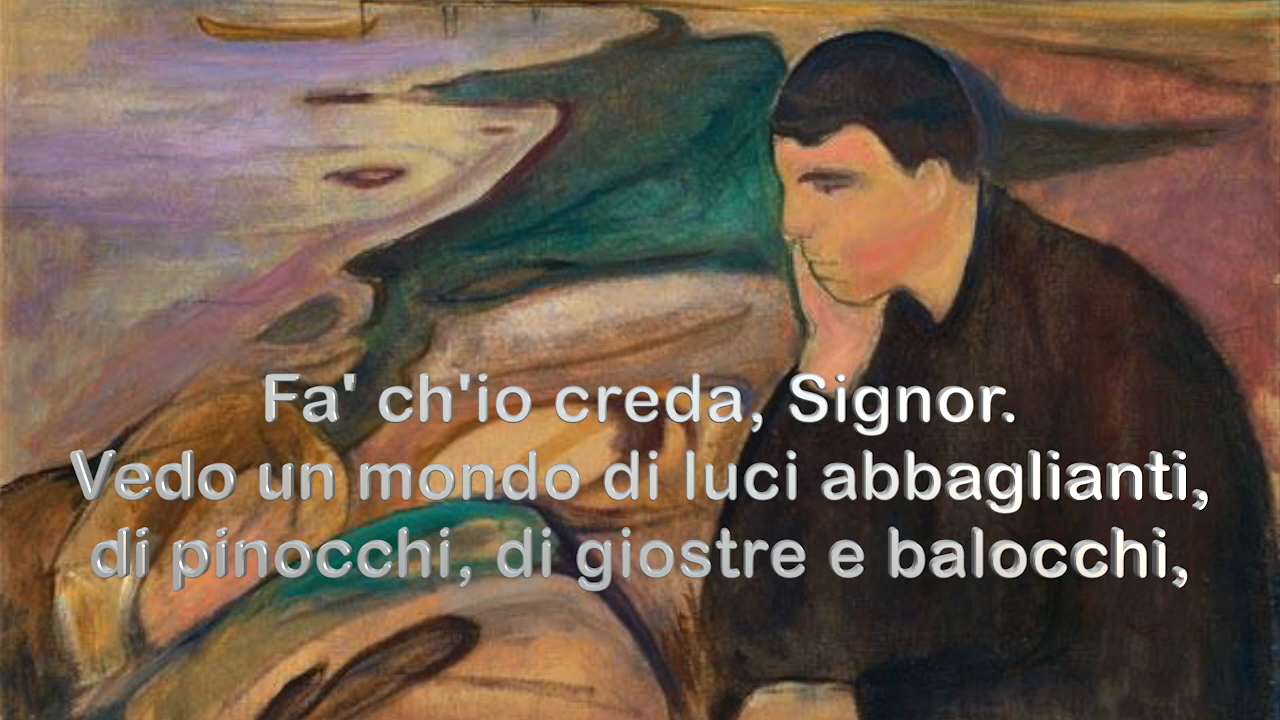 Fa' ch'io creda, Signor.
Vedo un mondo di luci abbaglianti,
di pinocchi, di giostre e balocchi,